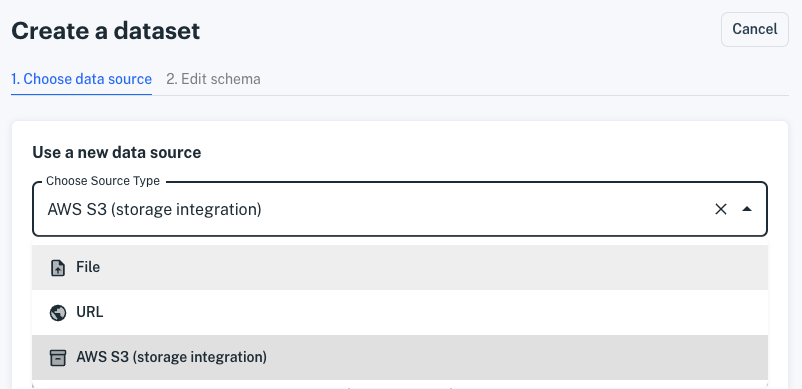 Create a dataset
Cancel
1. Choose data source
2. Edit schema
Use a new data source
Choose Source Type
AWS S3 (storage integration)
File
URL
AWS S3 (storage integration)